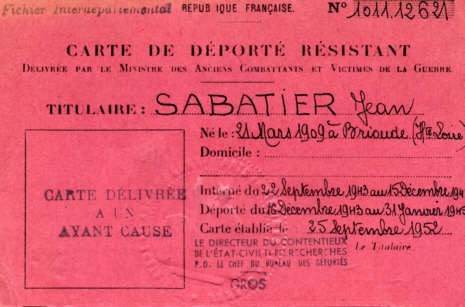 Fichier Interdépartemental RÉPUBLIQUE FRANÇAISE. N° 1011.12621
CARTE DE DÉPORTÉ RÉSISTANT
DÉLIVRÉE PAR LE MINISTRE DES ANCIENS COMBATTANTS ET VICTIMES DE LA GUERRE
TITULAIRE : SABATIER Jean
Né le : 21 Mars 1909 à Brioude (Hte Loire)
Domicile :
Interné du 22 Septembre 1943 au 15 Décembre 194
Déporté du 16 Décembre 1943 au 31 Janvier 1945
Carte établie le 25 Septembre 1952
CARTE DÉLIVRÉE
A UN
AYANT CAUSE
LE DIRECTEUR DU CONTENTIEUX
DE L'ÉTAT-CIVIL ET RECHERCHES
P.O. LE CHEF DU BUREAU DES DÉPORTÉS
Le Titulaire
GROS